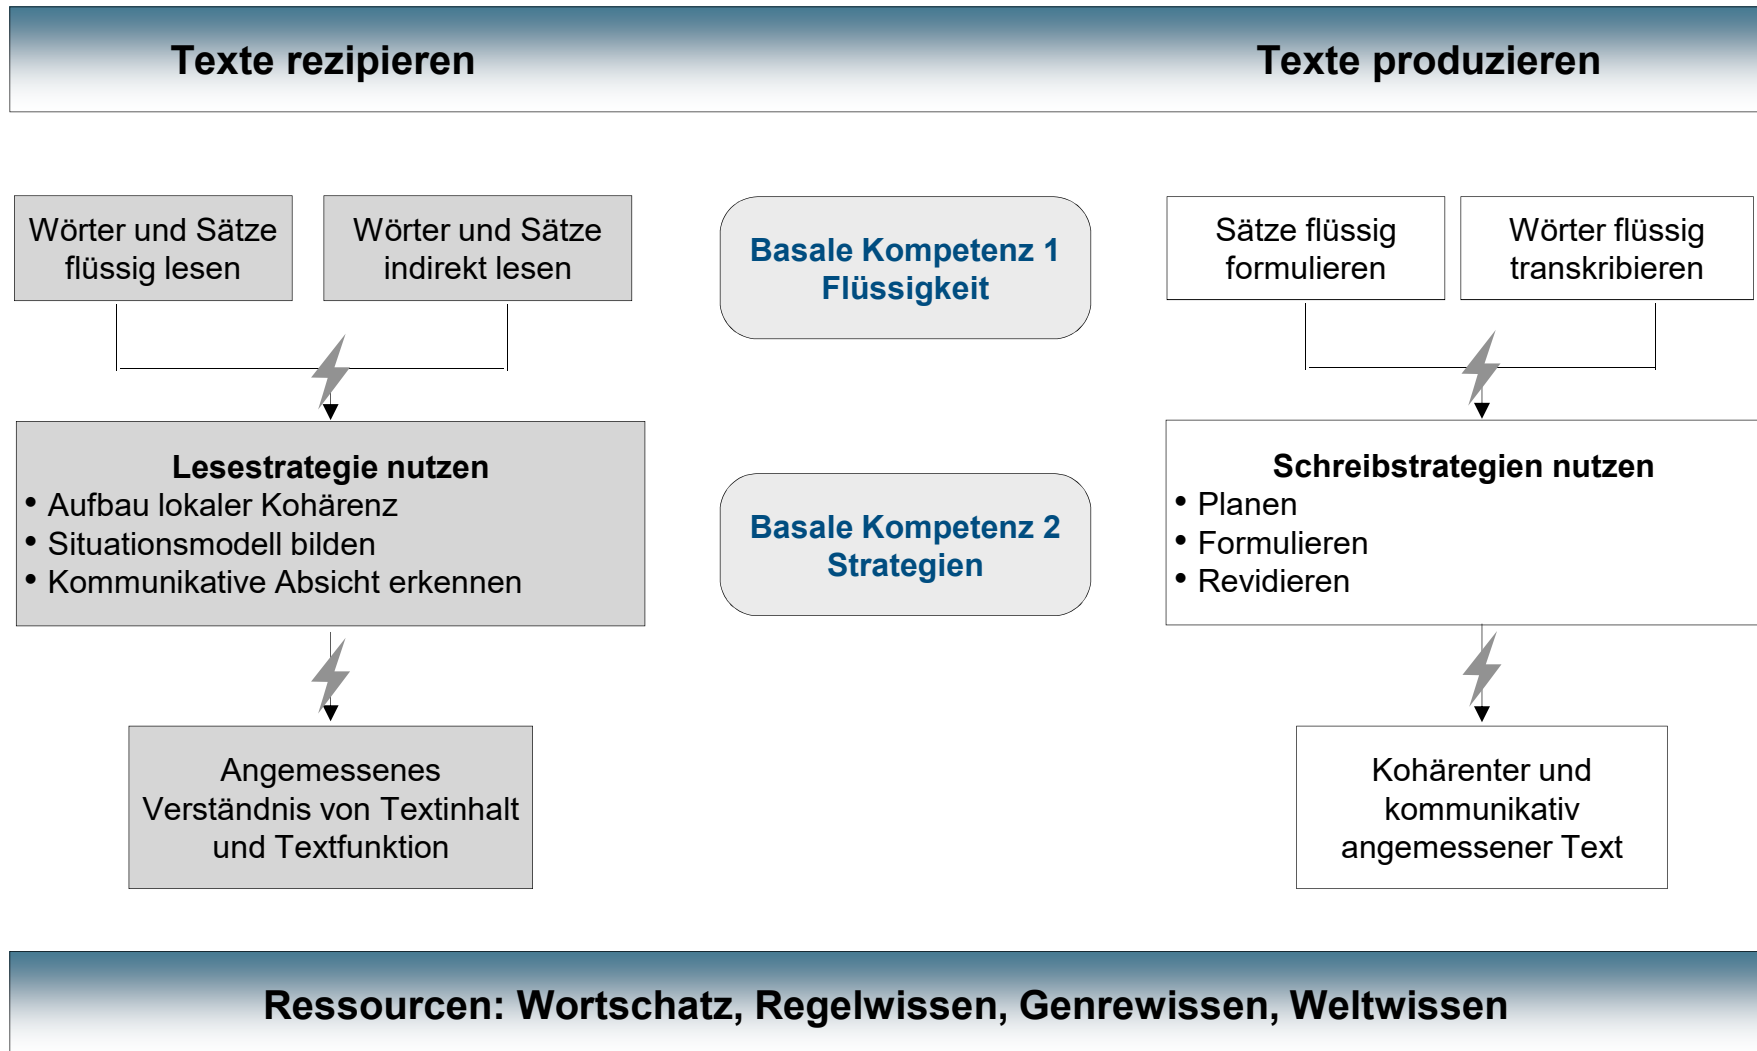 Texte rezipieren
Texte produzieren
Wörter und Sätze
flüssig lesen
Wörter und Sätze
indirekt lesen
Basale Kompetenz 1
Flüssigkeit
Sätze flüssig
formulieren
Wörter flüssig
transkribieren
Lesestrategie nutzen
• Aufbau lokaler Kohärenz
• Situationsmodell bilden
• Kommunikative Absicht erkennen
Basale Kompetenz 2
Strategien
Schreibstrategien nutzen
• Planen
• Formulieren
• Revidieren
Angemessenes
Verständnis von Textinhalt
und Textfunktion
Kohärenter und
kommunikativ
angemessener Text
Ressourcen: Wortschatz, Regelwissen, Genrewissen, Weltwissen